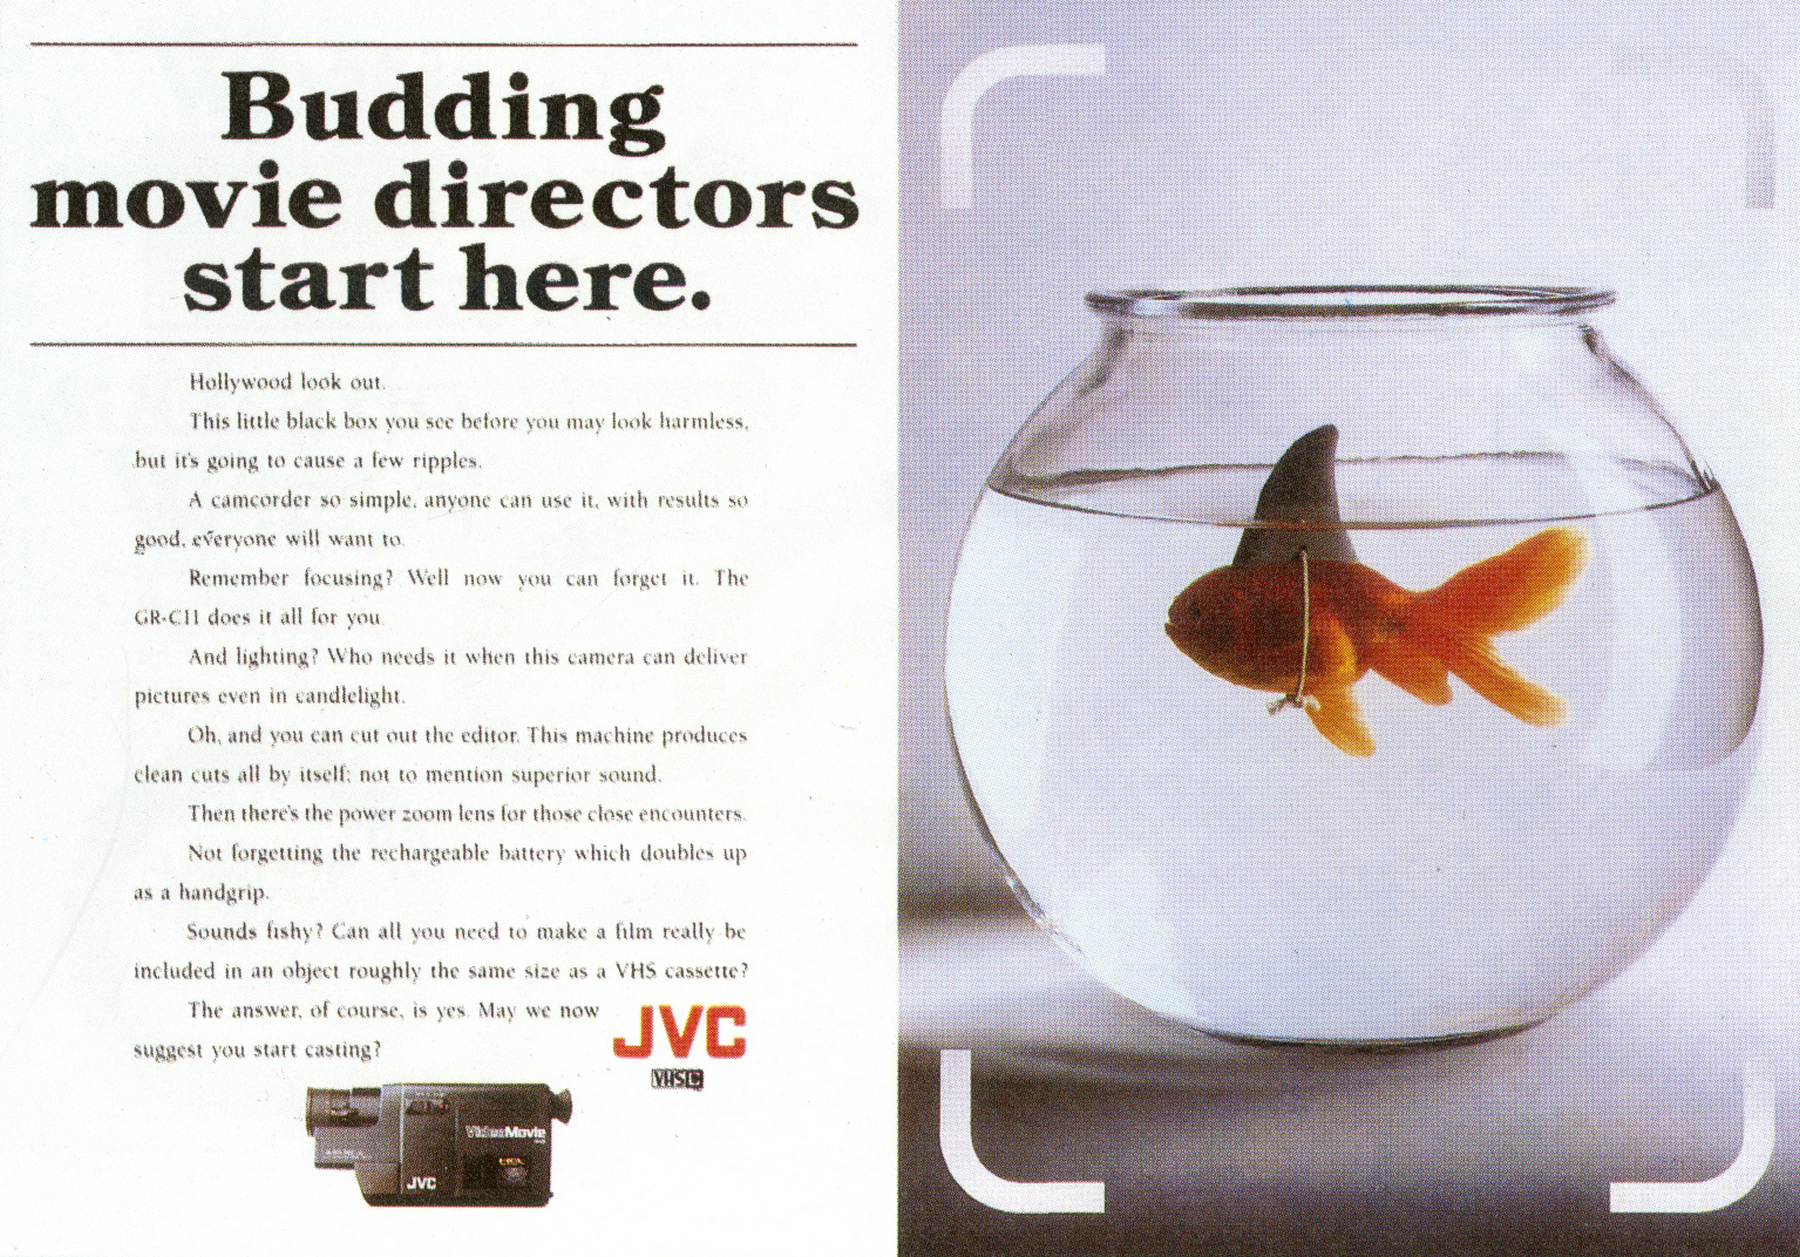 Budding
movie directors
start here.
Hollywood look out.
This little black box you see before you may look harmless,
but it's going to cause a few ripples.
A camcorder so simple, anyone can use it, with results so
good, everyone will want to.
Remember focusing? Well now you can forget it. The
GR-C11 does it all for you.
And lighting? Who needs it when this camera can deliver
pictures even in candlelight.
Oh, and you can cut out the editor. This machine produces
clean cuts all by itself; not to mention superior sound.
Then there's the power zoom lens for those close encounters.
Not forgetting the rechargeable battery which doubles up
as a handgrip.
Sounds fishy? Can all you need to make a film really be
included in an object roughly the same size as a VHS cassette?
The answer, of course, is yes. May we now
suggest you start casting?
JVC
VHS C
VideoMovie
JVC